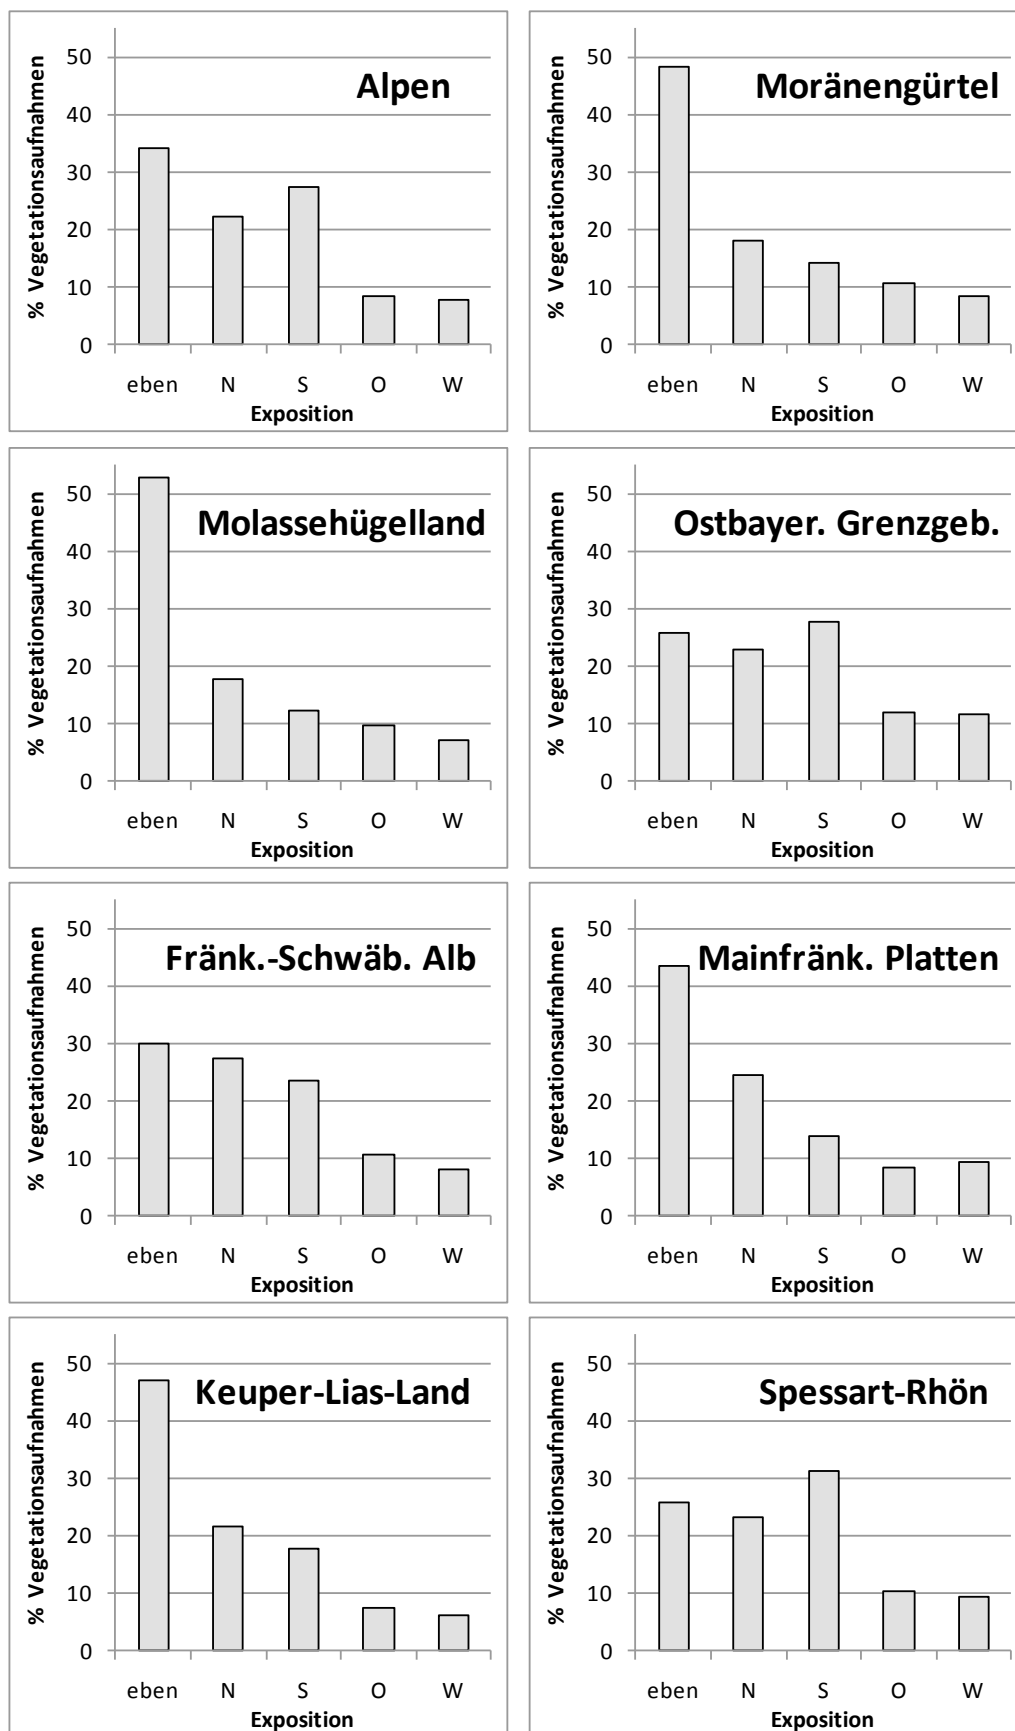 Alpen
% Vegetationsaufnahmen
50
40
30
20
10
0
eben N S O W
Exposition
Moränengürtel
% Vegetationsaufnahmen
50
40
30
20
10
0
eben N S O W
Exposition
Molassehügelland
% Vegetationsaufnahmen
50
40
30
20
10
0
eben N S O W
Exposition
Ostbayer. Grenzgeb.
% Vegetationsaufnahmen
50
40
30
20
10
0
eben N S O W
Exposition
Fränk.-Schwäb. Alb
% Vegetationsaufnahmen
50
40
30
20
10
0
eben N S O W
Exposition
Mainfränk. Platten
% Vegetationsaufnahmen
50
40
30
20
10
0
eben N S O W
Exposition
Keuper-Lias-Land
% Vegetationsaufnahmen
50
40
30
20
10
0
eben N S O W
Exposition
Spessart-Rhön
% Vegetationsaufnahmen
50
40
30
20
10
0
eben N S O W
Exposition